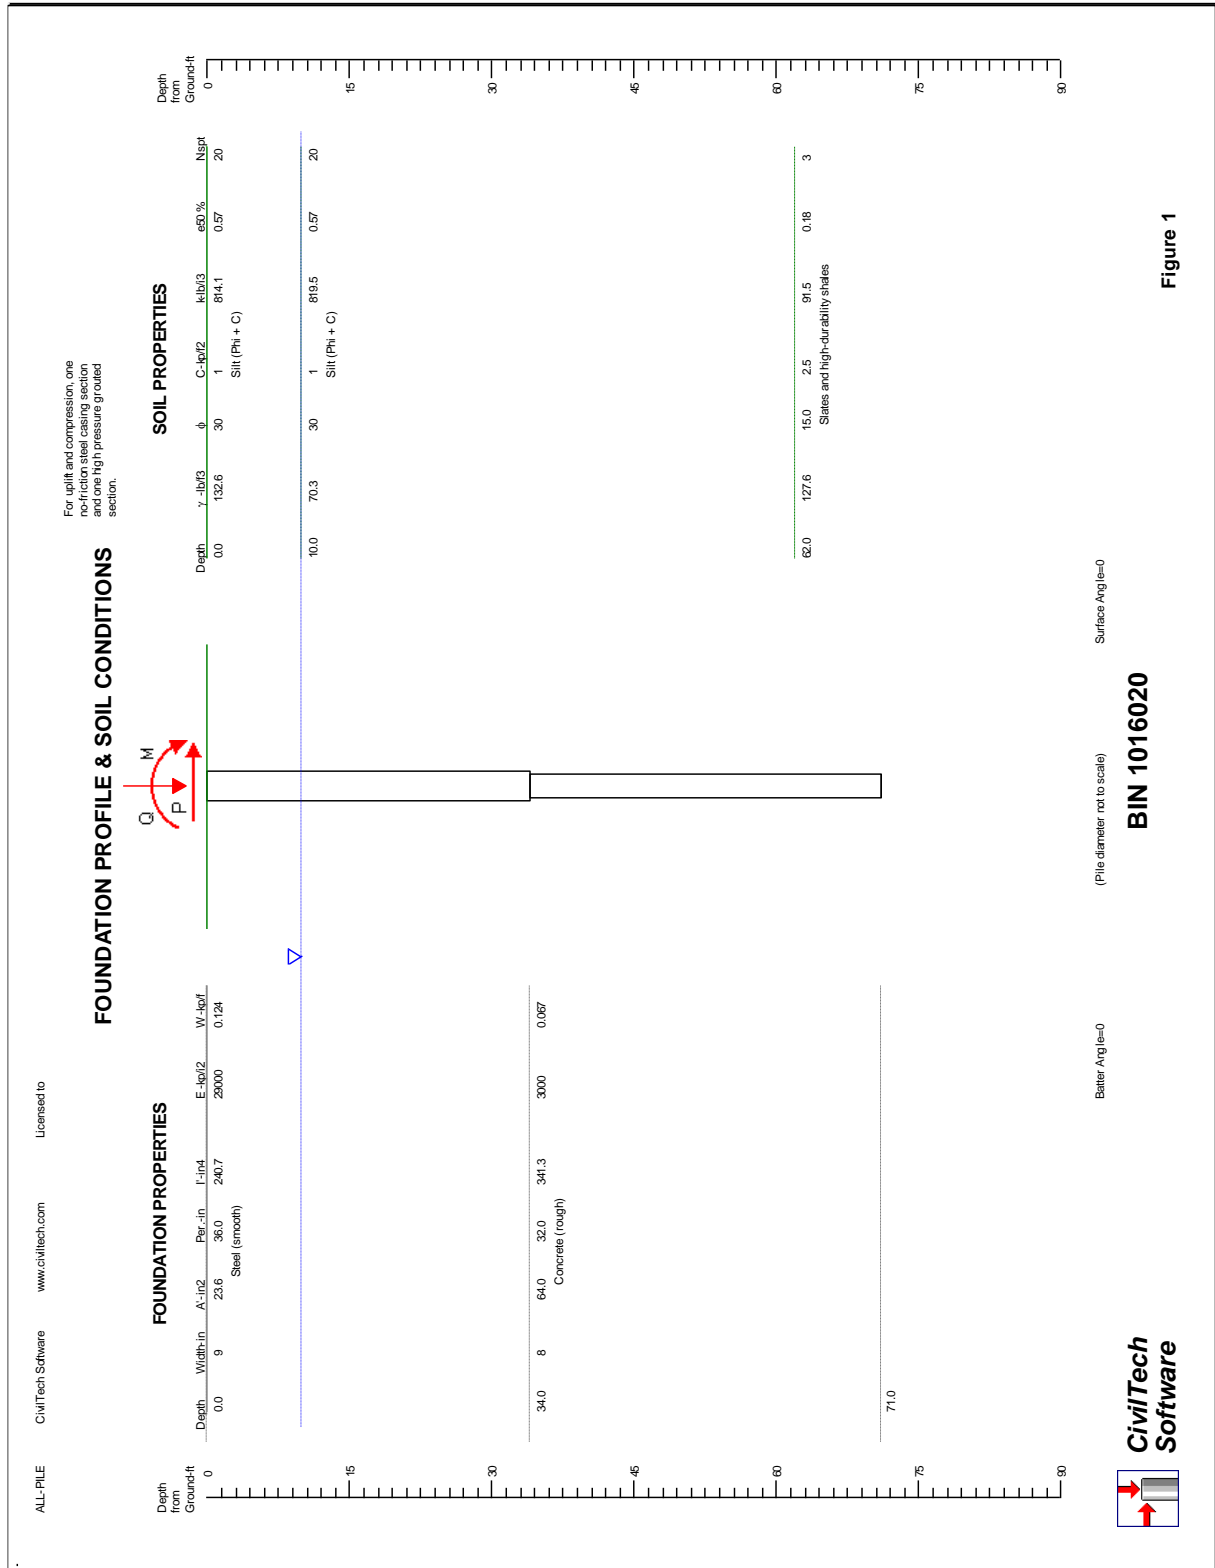 ALL-PILE CivilTech Software www.civiltech.com Licensed to
FOUNDATION PROFILE & SOIL CONDITIONS
For uplift and compression, one
no-friction steel casing section
and one high pressure grouted
section.
Depth
from
Ground-ft
0
15
30
45
60
75
90
FOUNDATION PROPERTIES
Depth Width-in A'-in2 Per.-in I'-in4 E-kp/i2 W-kp/f
0.0 9 23.6 36.0 240.7 29000 0.124
Steel (smooth)
34.0 8 64.0 32.0 341.3 3000 0.067
Concrete (rough)
71.0
Q M
P
SOIL PROPERTIES
Depth γ-lb/f3 ϕ C-kp/f2 k-lb/i3 e50 % Nspt
0.0 132.6 30 1 814.1 0.57 20
Silt (Phi + C)
10.0 70.3 30 1 819.5 0.57 20
Silt (Phi + C)
62.0 127.6 15.0 2.5 91.5 0.18 3
Slates and high-durability shales
Depth
from
Ground-ft
0
15
30
45
60
75
90
Batter Angle=0 (Pile diameter not to scale) Surface Angle=0
CivilTech
Software
BIN 1016020
Figure 1